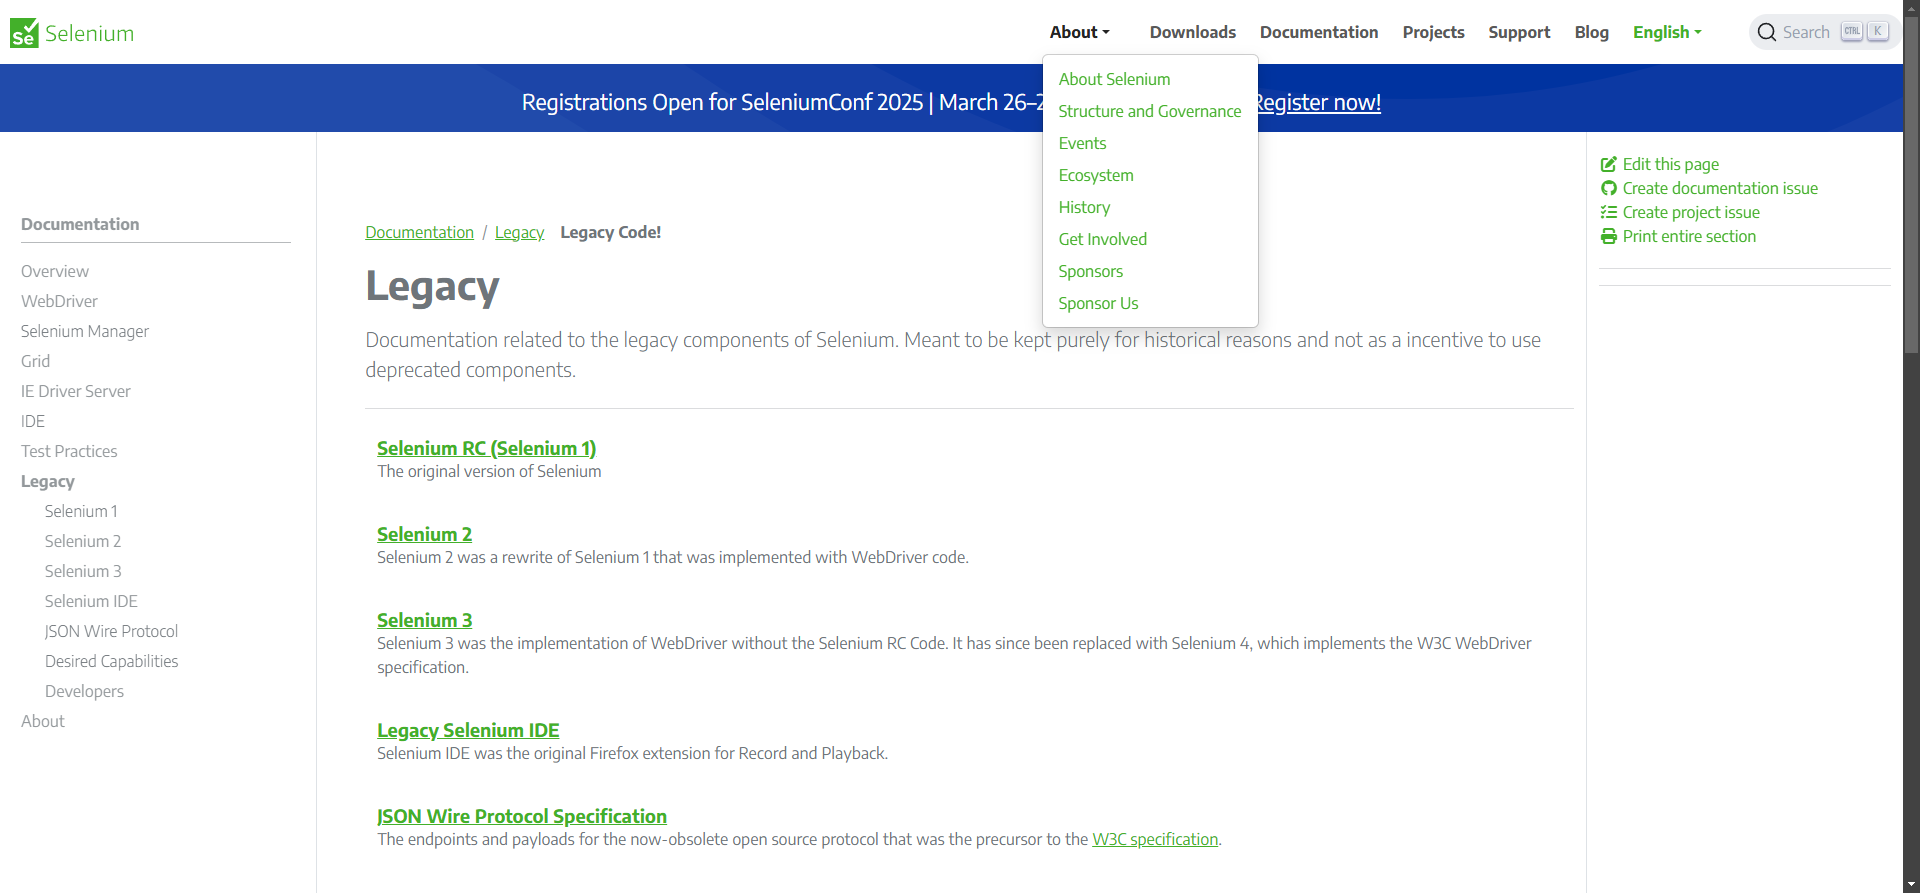 Se Selenium
About
Downloads
Documentation
Projects
Support
Blog
English
Search
CTRL
K
About Selenium
Structure and Governance
Events
Ecosystem
History
Get Involved
Sponsors
Sponsor Us
Registrations Open for SeleniumConf 2025 | March 26–
Register now!
Documentation
Overview
WebDriver
Selenium Manager
Grid
IE Driver Server
IDE
Test Practices
Legacy
Selenium 1
Selenium 2
Selenium 3
Selenium IDE
JSON Wire Protocol
Desired Capabilities
Developers
About
Documentation / Legacy Legacy Code!
Legacy
Documentation related to the legacy components of Selenium. Meant to be kept purely for historical reasons and not as a incentive to use
deprecated components.
Selenium RC (Selenium 1)
The original version of Selenium
Selenium 2
Selenium 2 was a rewrite of Selenium 1 that was implemented with WebDriver code.
Selenium 3
Selenium 3 was the implementation of WebDriver without the Selenium RC Code. It has since been replaced with Selenium 4, which implements the W3C WebDriver
specification.
Legacy Selenium IDE
Selenium IDE was the original Firefox extension for Record and Playback.
JSON Wire Protocol Specification
The endpoints and payloads for the now-obsolete open source protocol that was the precursor to the W3C specification.
Edit this page
Create documentation issue
Create project issue
Print entire section